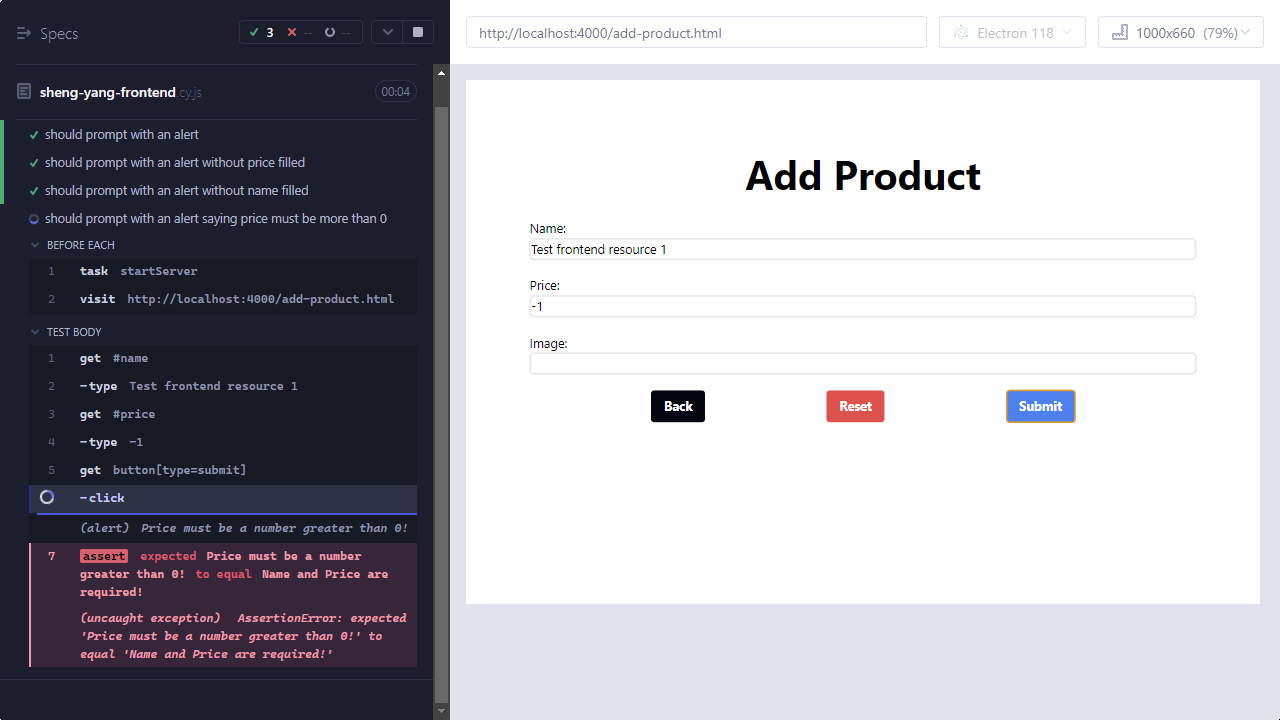 Specs
3
--
--
sheng-yang-frontend.cy.js
00:04
should prompt with an alert
should prompt with an alert without price filled
should prompt with an alert without name filled
should prompt with an alert saying price must be more than 0
BEFORE EACH
1 task startServer
2 visit http://localhost:4000/add-product.html
TEST BODY
1 get #name
2 -type Test frontend resource 1
3 get #price
4 -type -1
5 get button[type=submit]
-click
(alert) Price must be a number greater than 0!
7 assert expected Price must be a number
greater than 0! to equal Name and Price are
required!
(uncaught exception) AssertionError: expected
'Price must be a number greater than 0!' to
equal 'Name and Price are required!'
http://localhost:4000/add-product.html
Electron 118
1000x660 (79%)
Add Product
Name:
Test frontend resource 1
Price:
-1
Image:
Back
Reset
Submit